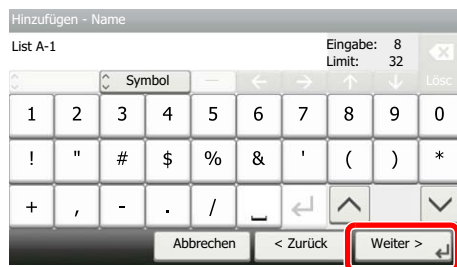 Hinzufügen - Name
List A-1
Eingabe: 8
Limit: 32
Symbol
Lösc
1 2 3 4 5 6 7 8 9 0
! " # $ % & ' ( ) *
+ , - . / _
Abbrechen < Zurück Weiter >